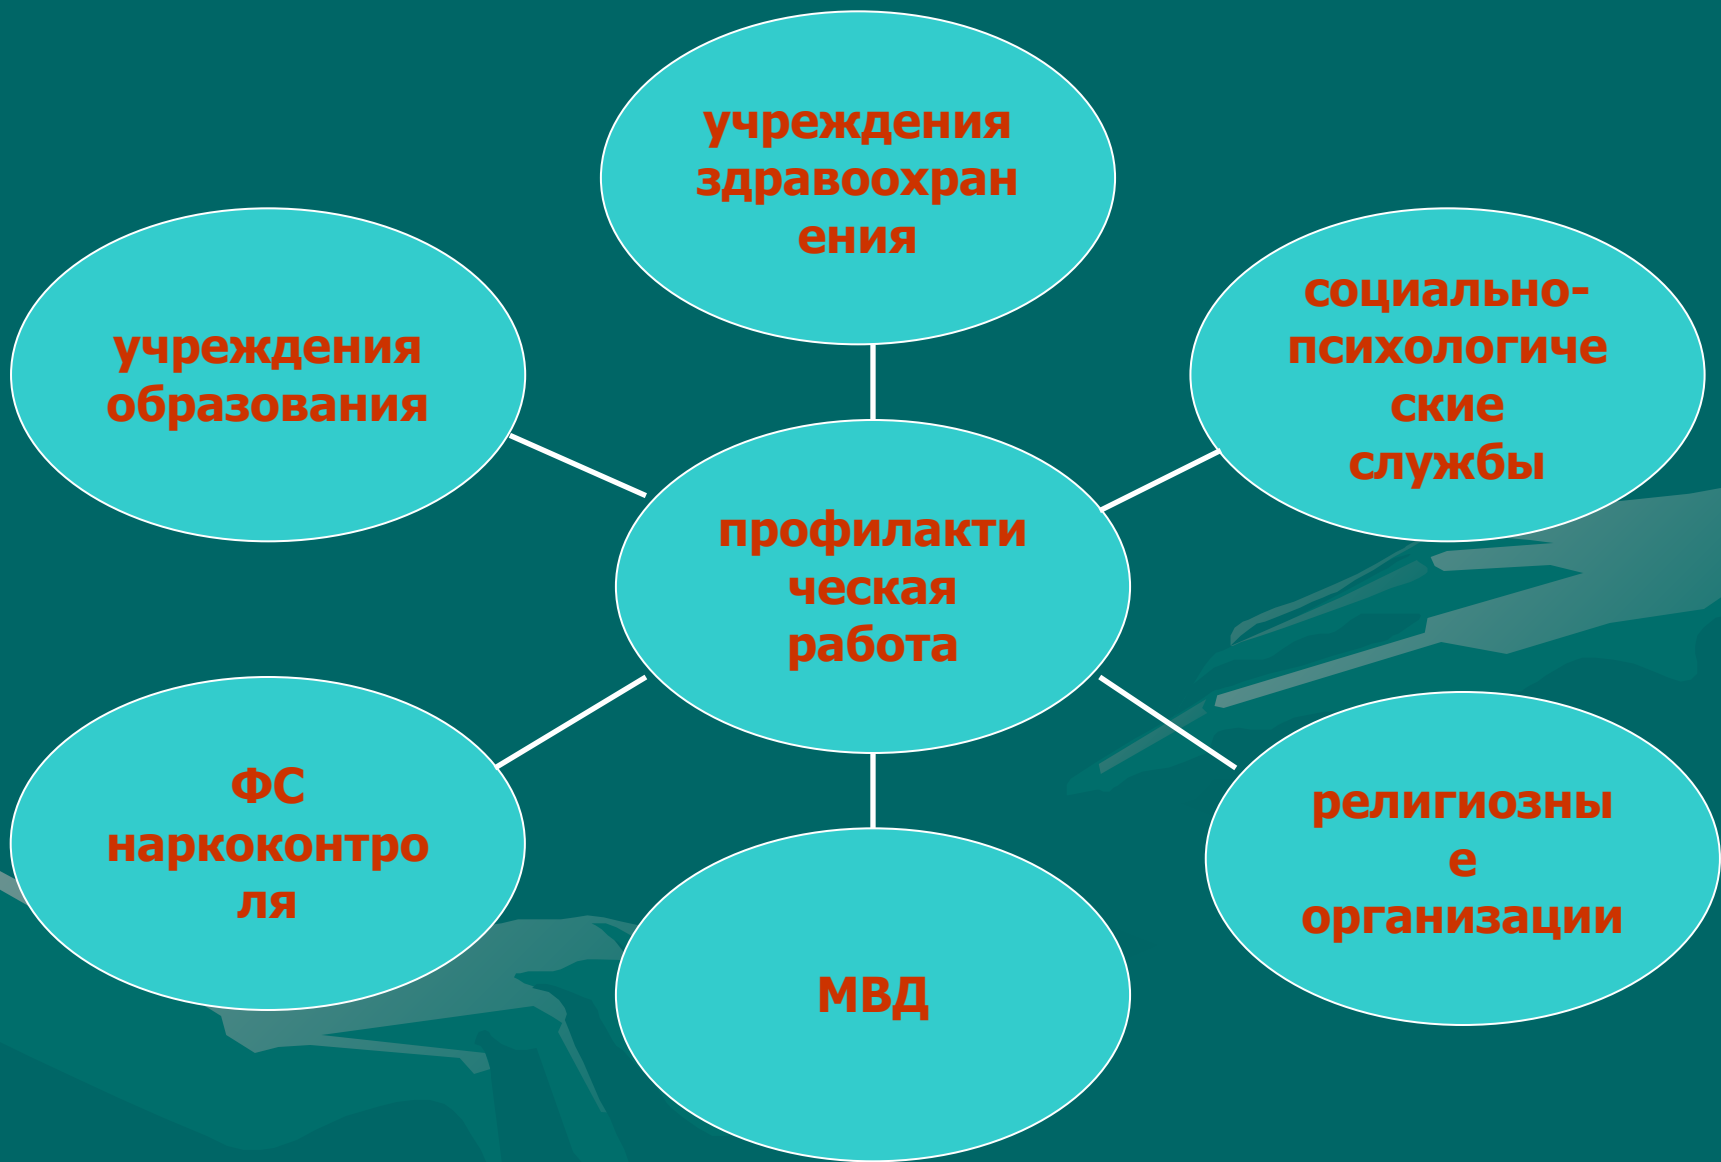 учреждения
здравоохран
ения
учреждения
образования
социально-
психологиче
ские
службы
профилакти
ческая
работа
ФС
наркоконтро
ля
религиозны
е
организации
МВД